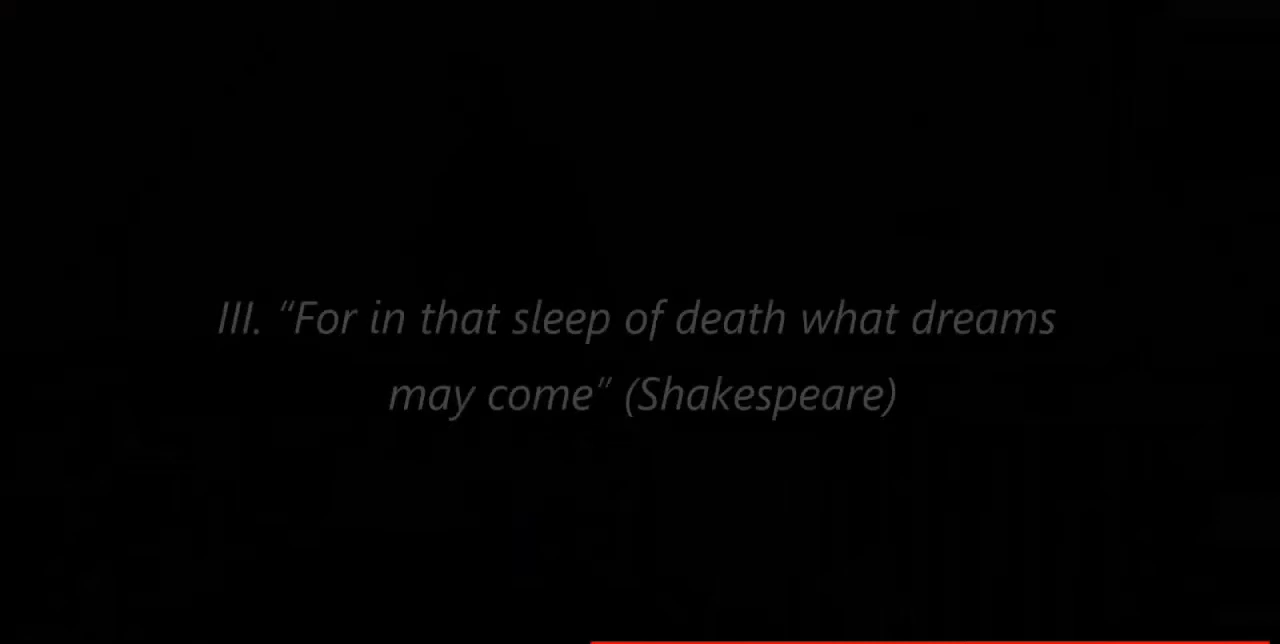 III. “For in that sleep of death what dreams
may come” (Shakespeare)